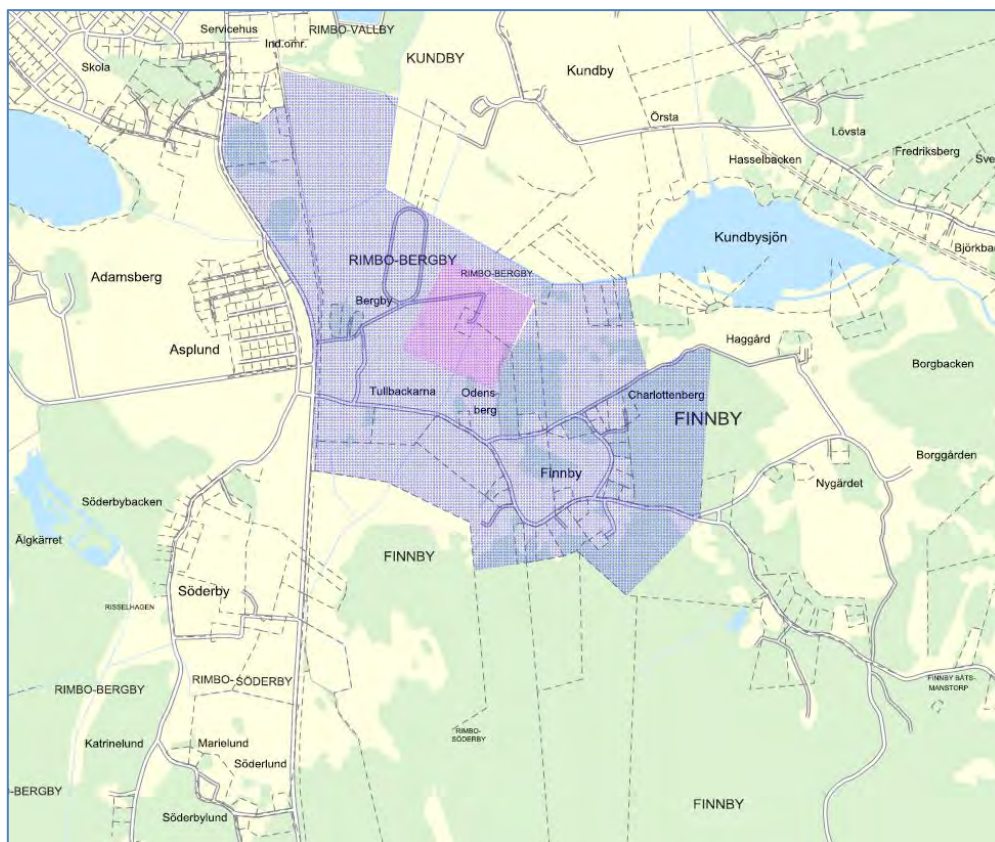 Servicehus
RIMBO-VALLBY
Ind.omr.
Skola
KUNDBY
Kundby
Örsta
Lövsta
Fredriksberg
Hasselbacken
Sve
Kundbysjön
Björkba
RIMBO-BERGBY
RIMBO-BERGBY
Adamsberg
Bergby
Asplund
Haggård
Borgbacken
Tullbackarna
Odens-
berg
Charlottenberg
FINNBY
Finnby
Borggården
Nygärdet
Söderbybacken
Älgkärret
FINNBY
Söderby
RISSELHAGEN
RIMBO-BERGBY
RIMBO-SÖDERBY
FINNBY BÅTS-
MANSTORP
Katrinelund
Marielund
RIMBO-
SÖDERBY
Söderlund
-BERGBY
FINNBY
Söderbylund